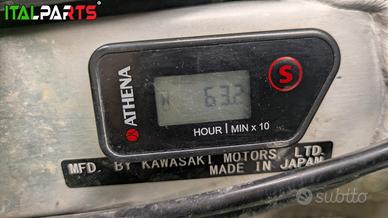 ITALPARTS®
ATHENA
63.2
S
HOUR | MIN x 10
MFD. BY KAWASAKI MOTORS, LTD.
MADE IN JAPAN
subito